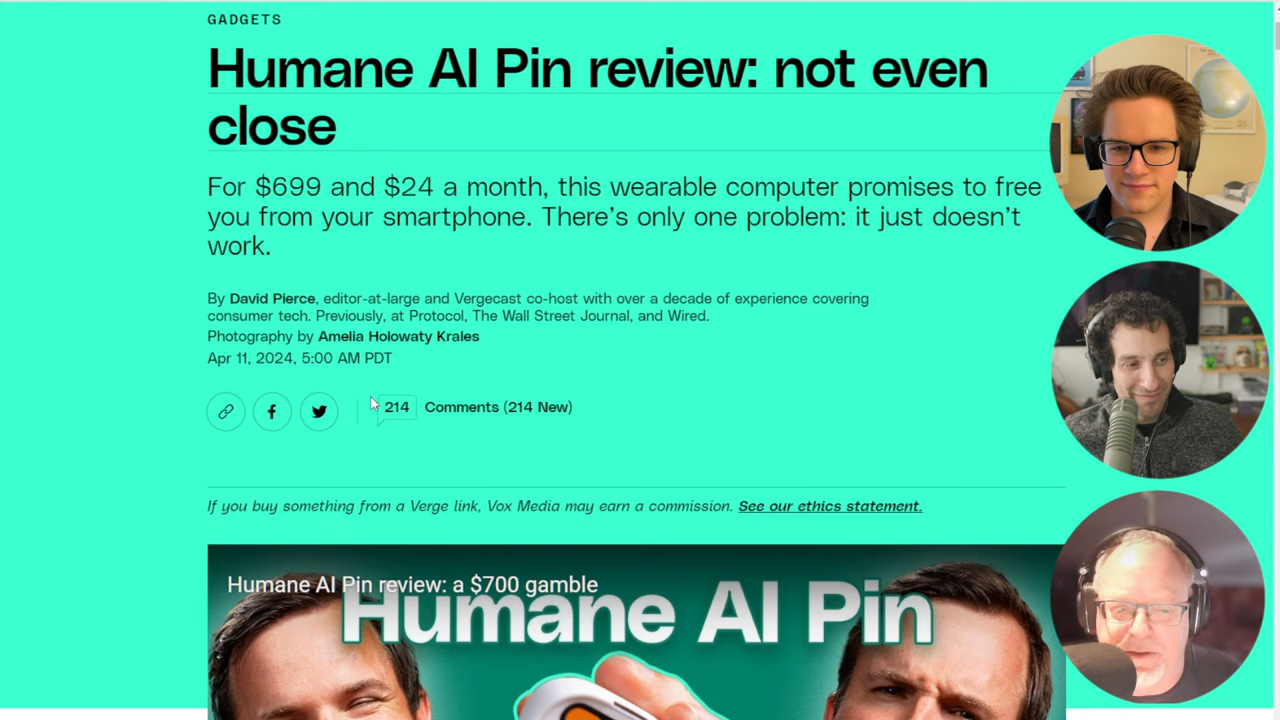 GADGETS
Humane AI Pin review: not even
close
For $699 and $24 a month, this wearable computer promises to free
you from your smartphone. There’s only one problem: it just doesn’t
work.
By David Pierce, editor-at-large and Vergecast co-host with over a decade of experience covering
consumer tech. Previously, at Protocol, The Wall Street Journal, and Wired.
Photography by Amelia Holowaty Krales
Apr 11, 2024, 5:00 AM PDT
214 Comments (214 New)
If you buy something from a Verge link, Vox Media may earn a commission. See our ethics statement.
Humane AI Pin review: a $700 gamble
Humane AI Pin